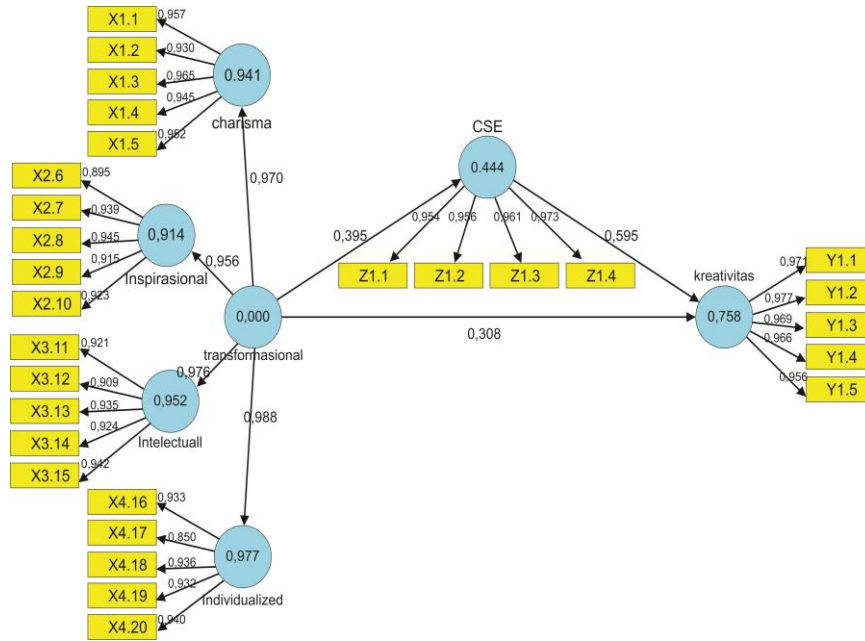 X1.1
0,957
X1.2
0,930
X1.3
0,965
X1.4
0,945
X1.5
0,952
0.941
charisma
0,970
X2.6
0,895
X2.7
0,939
X2.8
0,945
X2.9
0,915
X2.10
0,923
0,914
Inspirasional
0,956
CSE
0.444
0,395
0,954
0,956
0,961
0,973
Z1.1
Z1.2
Z1.3
Z1.4
0,595
kreativitas
0,758
0,971
Y1.1
0,977
Y1.2
0,969
Y1.3
0,966
Y1.4
0,956
Y1.5
0,000
transformasional
0,308
X3.11
0,921
X3.12
0,909
X3.13
0,935
X3.14
0,924
X3.15
0,942
0,952
Intelectuall
0,976
0,988
X4.16
0,933
X4.17
0,850
X4.18
0,936
X4.19
0,932
X4.20
0,940
0,977
Individualized